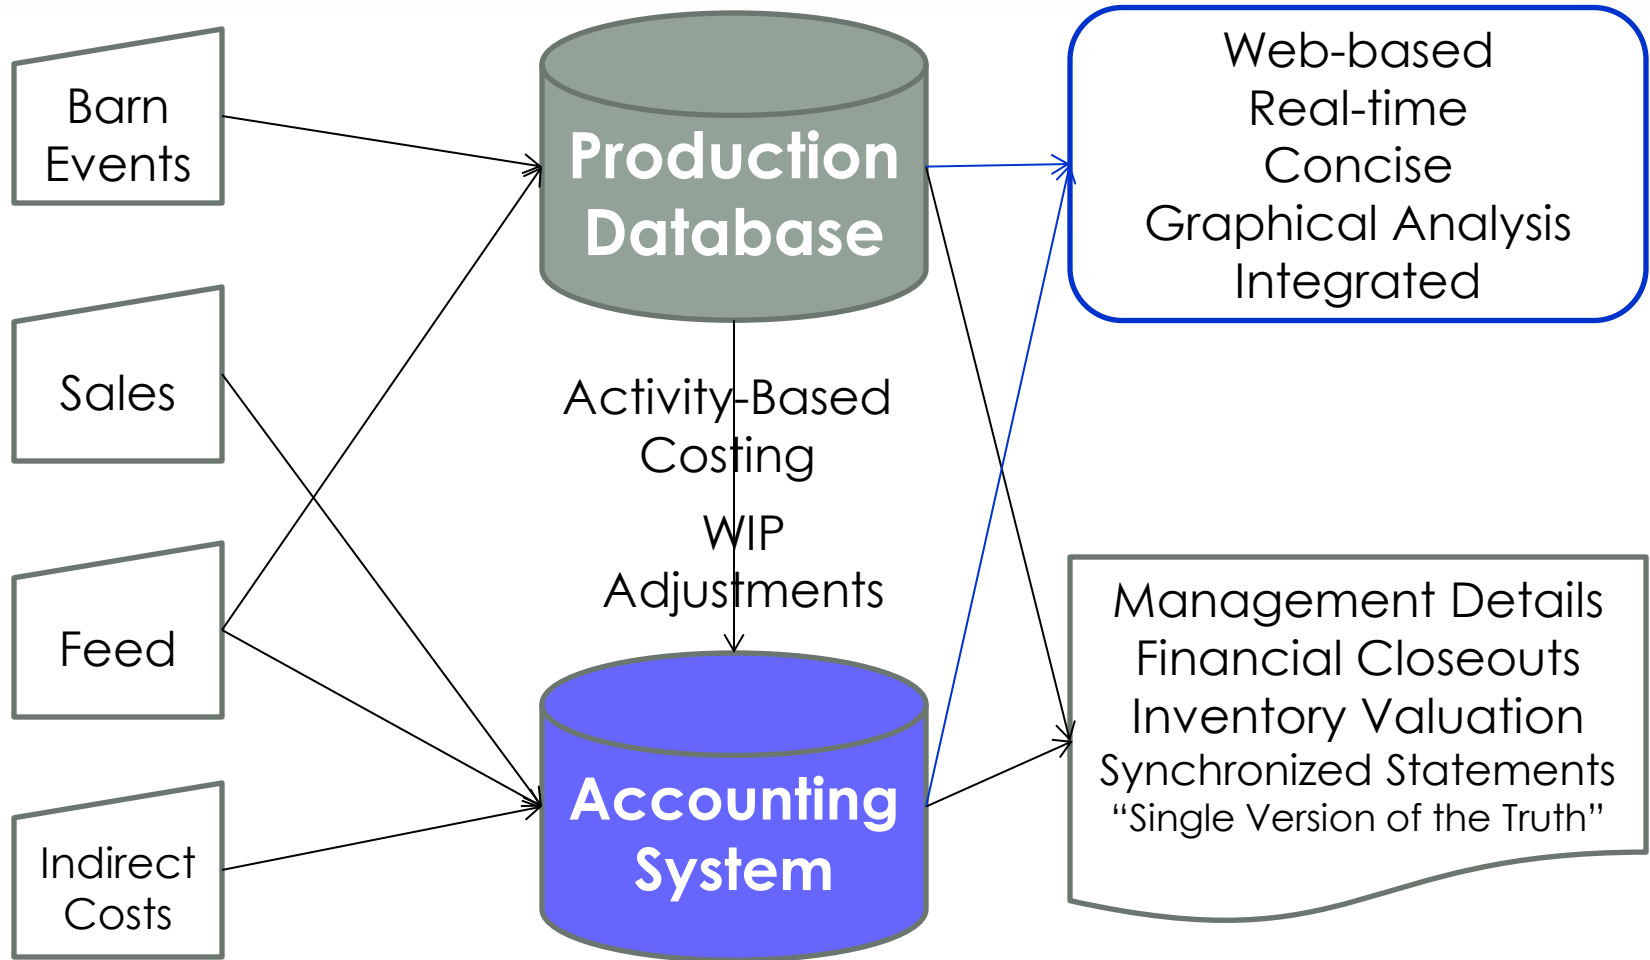 Barn
Events
Sales
Feed
Indirect
Costs
Production
Database
Activity-Based
Costing
WIP
Adjustments
Accounting
System
Web-based
Real-time
Concise
Graphical Analysis
Integrated
Management Details
Financial Closeouts
Inventory Valuation
Synchronized Statements
“Single Version of the Truth”